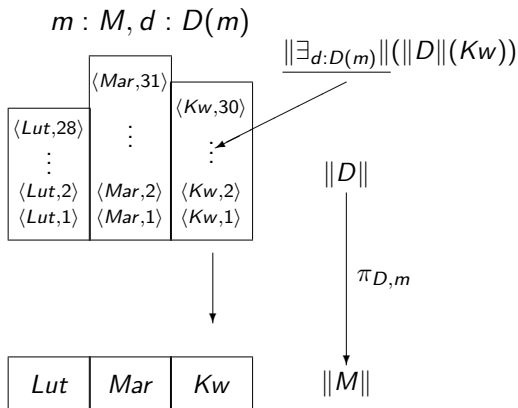 m : M, d : D(m)
‖∃_{d:D(m)}‖(‖D‖(Kw))
⟨Mar,31⟩
⟨Kw,30⟩
⟨Lut,28⟩
⋮ ⋮ ⋮
⟨Lut,2⟩ ⟨Mar,2⟩ ⟨Kw,2⟩
⟨Lut,1⟩ ⟨Mar,1⟩ ⟨Kw,1⟩
‖D‖
π_{D,m}
Lut Mar Kw
‖M‖